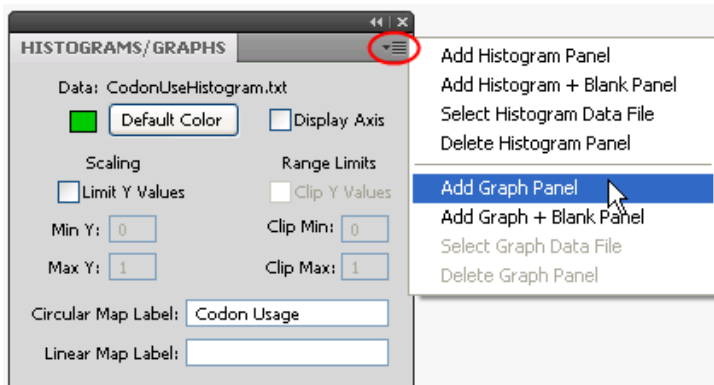 HISTOGRAMS/GRAPHS
Data: CodonUseHistogram.txt
Default Color
Display Axis
Scaling
Range Limits
Limit Y Values
Clip Y Values
Min Y: 0
Clip Min: 0
Max Y: 1
Clip Max: 1
Circular Map Label: Codon Usage
Linear Map Label:
Add Histogram Panel
Add Histogram + Blank Panel
Select Histogram Data File
Delete Histogram Panel
Add Graph Panel
Add Graph + Blank Panel
Select Graph Data File
Delete Graph Panel